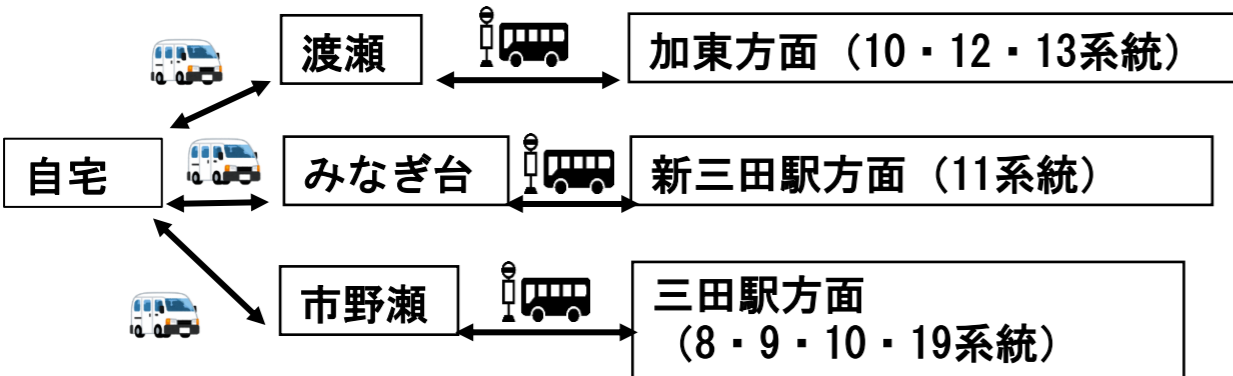 渡瀬
加東方面（10・12・13系統）
自宅
みなぎ台
新三田駅方面（11系統）
市野瀬
三田駅方面
（8・9・10・19系統）